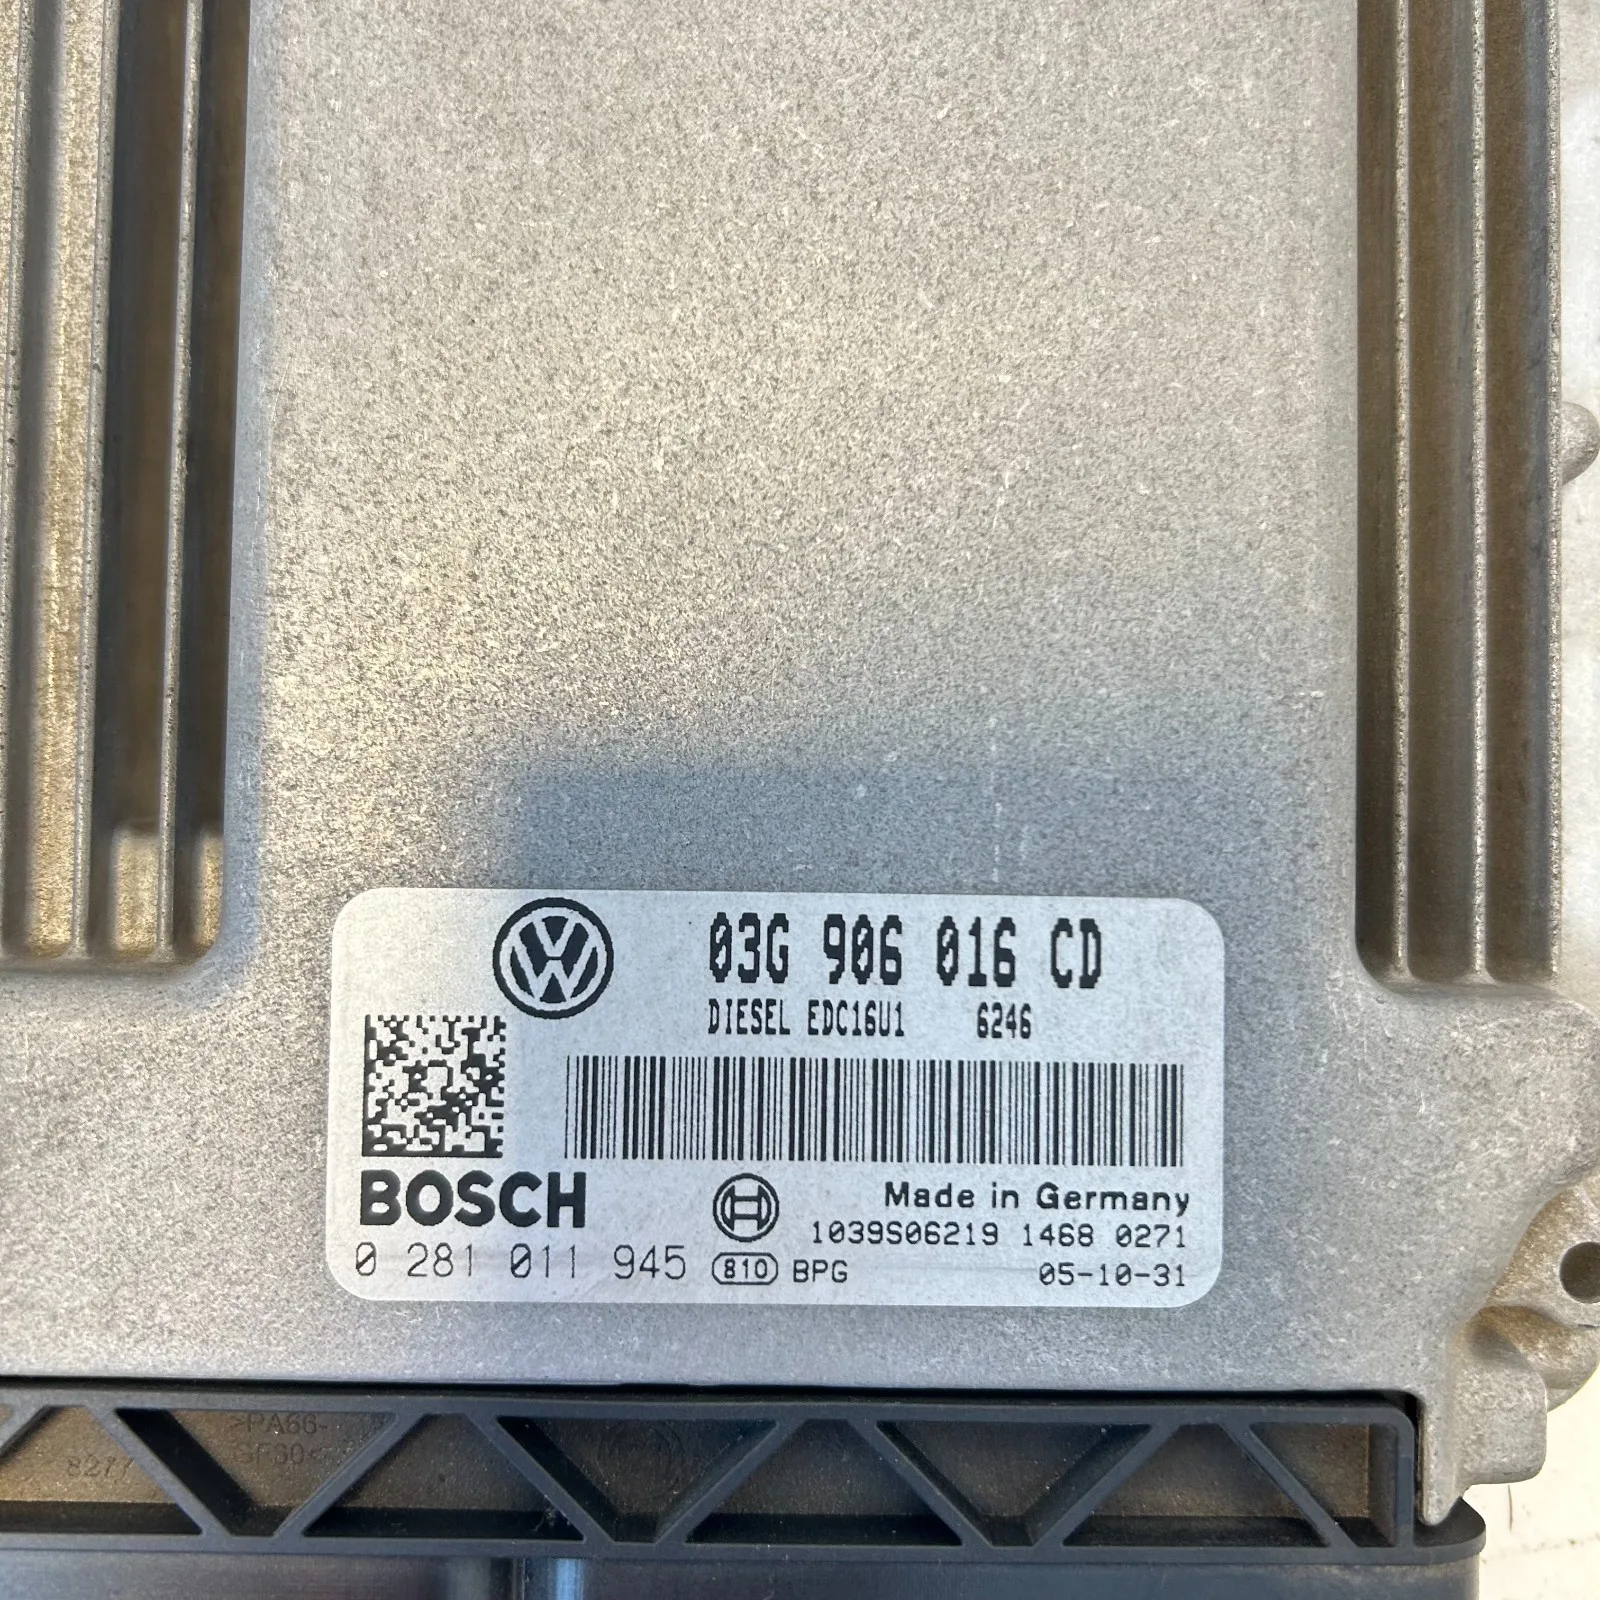 03G 906 016 CD
DIESEL EDC16U1 6246
BOSCH
Made in Germany
1039S06219 1468 0271
0 281 011 945
810 BPG
05-10-31
>PA66-
GF30<
8277